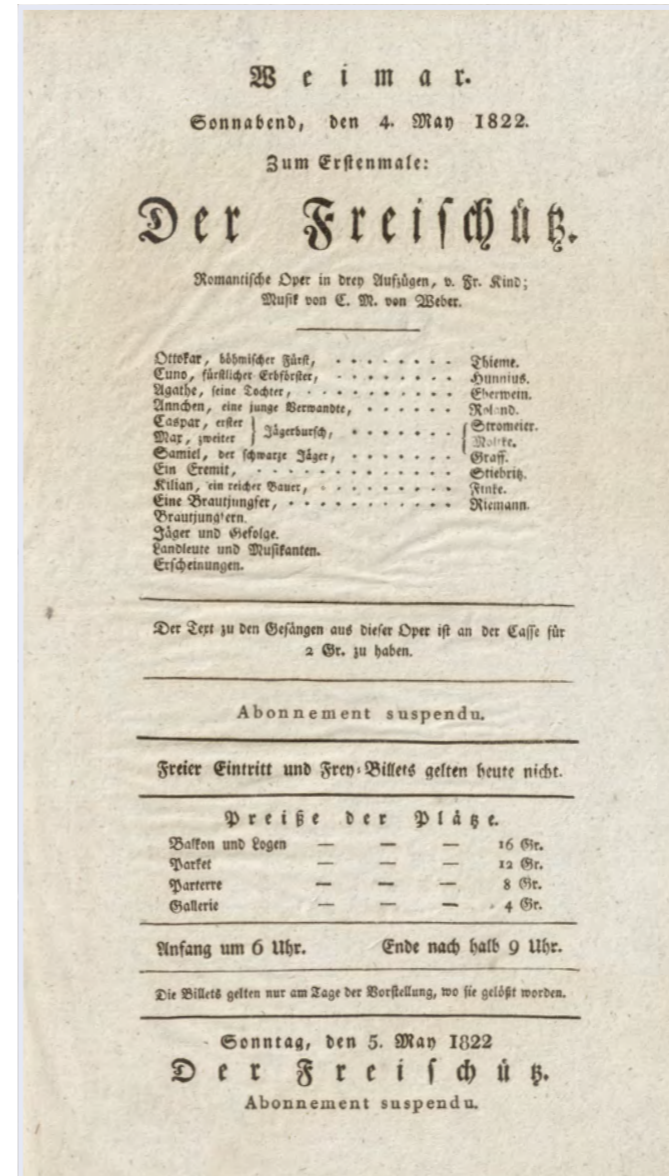 Weimar.
Sonnabend, den 4. May 1822.
Zum Erstenmale:
Der Freischütz.
Romantische Oper in drey Aufzügen, v. Fr. Kind;
Musik von C. M. von Weber.
Ottokar, böhmischer Fürst, Thieme.
Cuno, fürstlicher Erbförster, Hunnius.
Agathe, seine Tochter, Eberwein.
Ännchen, eine junge Verwandte, Roland.
Caspar, erster Stromeier.
Max, zweiter } Jägerbursch, Moltke.
Samiel, der schwarze Jäger, Graff.
Ein Eremit, Stiebritz.
Kilian, ein reicher Bauer, Finke.
Eine Brautjungfer, Riemann.
Brautjungfern.
Jäger und Gefolge.
Landleute und Musikanten.
Erscheinungen.
Der Text zu den Gesängen aus dieser Oper ist an der Casse für
2 Gr. zu haben.
Abonnement suspendu.
Freier Eintritt und Frey-Billets gelten heute nicht.
Preiße der Plätze.
Balkon und Logen — — — 16 Gr.
Parket — — — 12 Gr.
Parterre — — — 8 Gr.
Gallerie — — — 4 Gr.
Anfang um 6 Uhr. Ende nach halb 9 Uhr.
Die Billets gelten nur am Tage der Vorstellung, wo sie gelößt worden.
Sonntag, den 5. May 1822
Der Freischütz.
Abonnement suspendu.